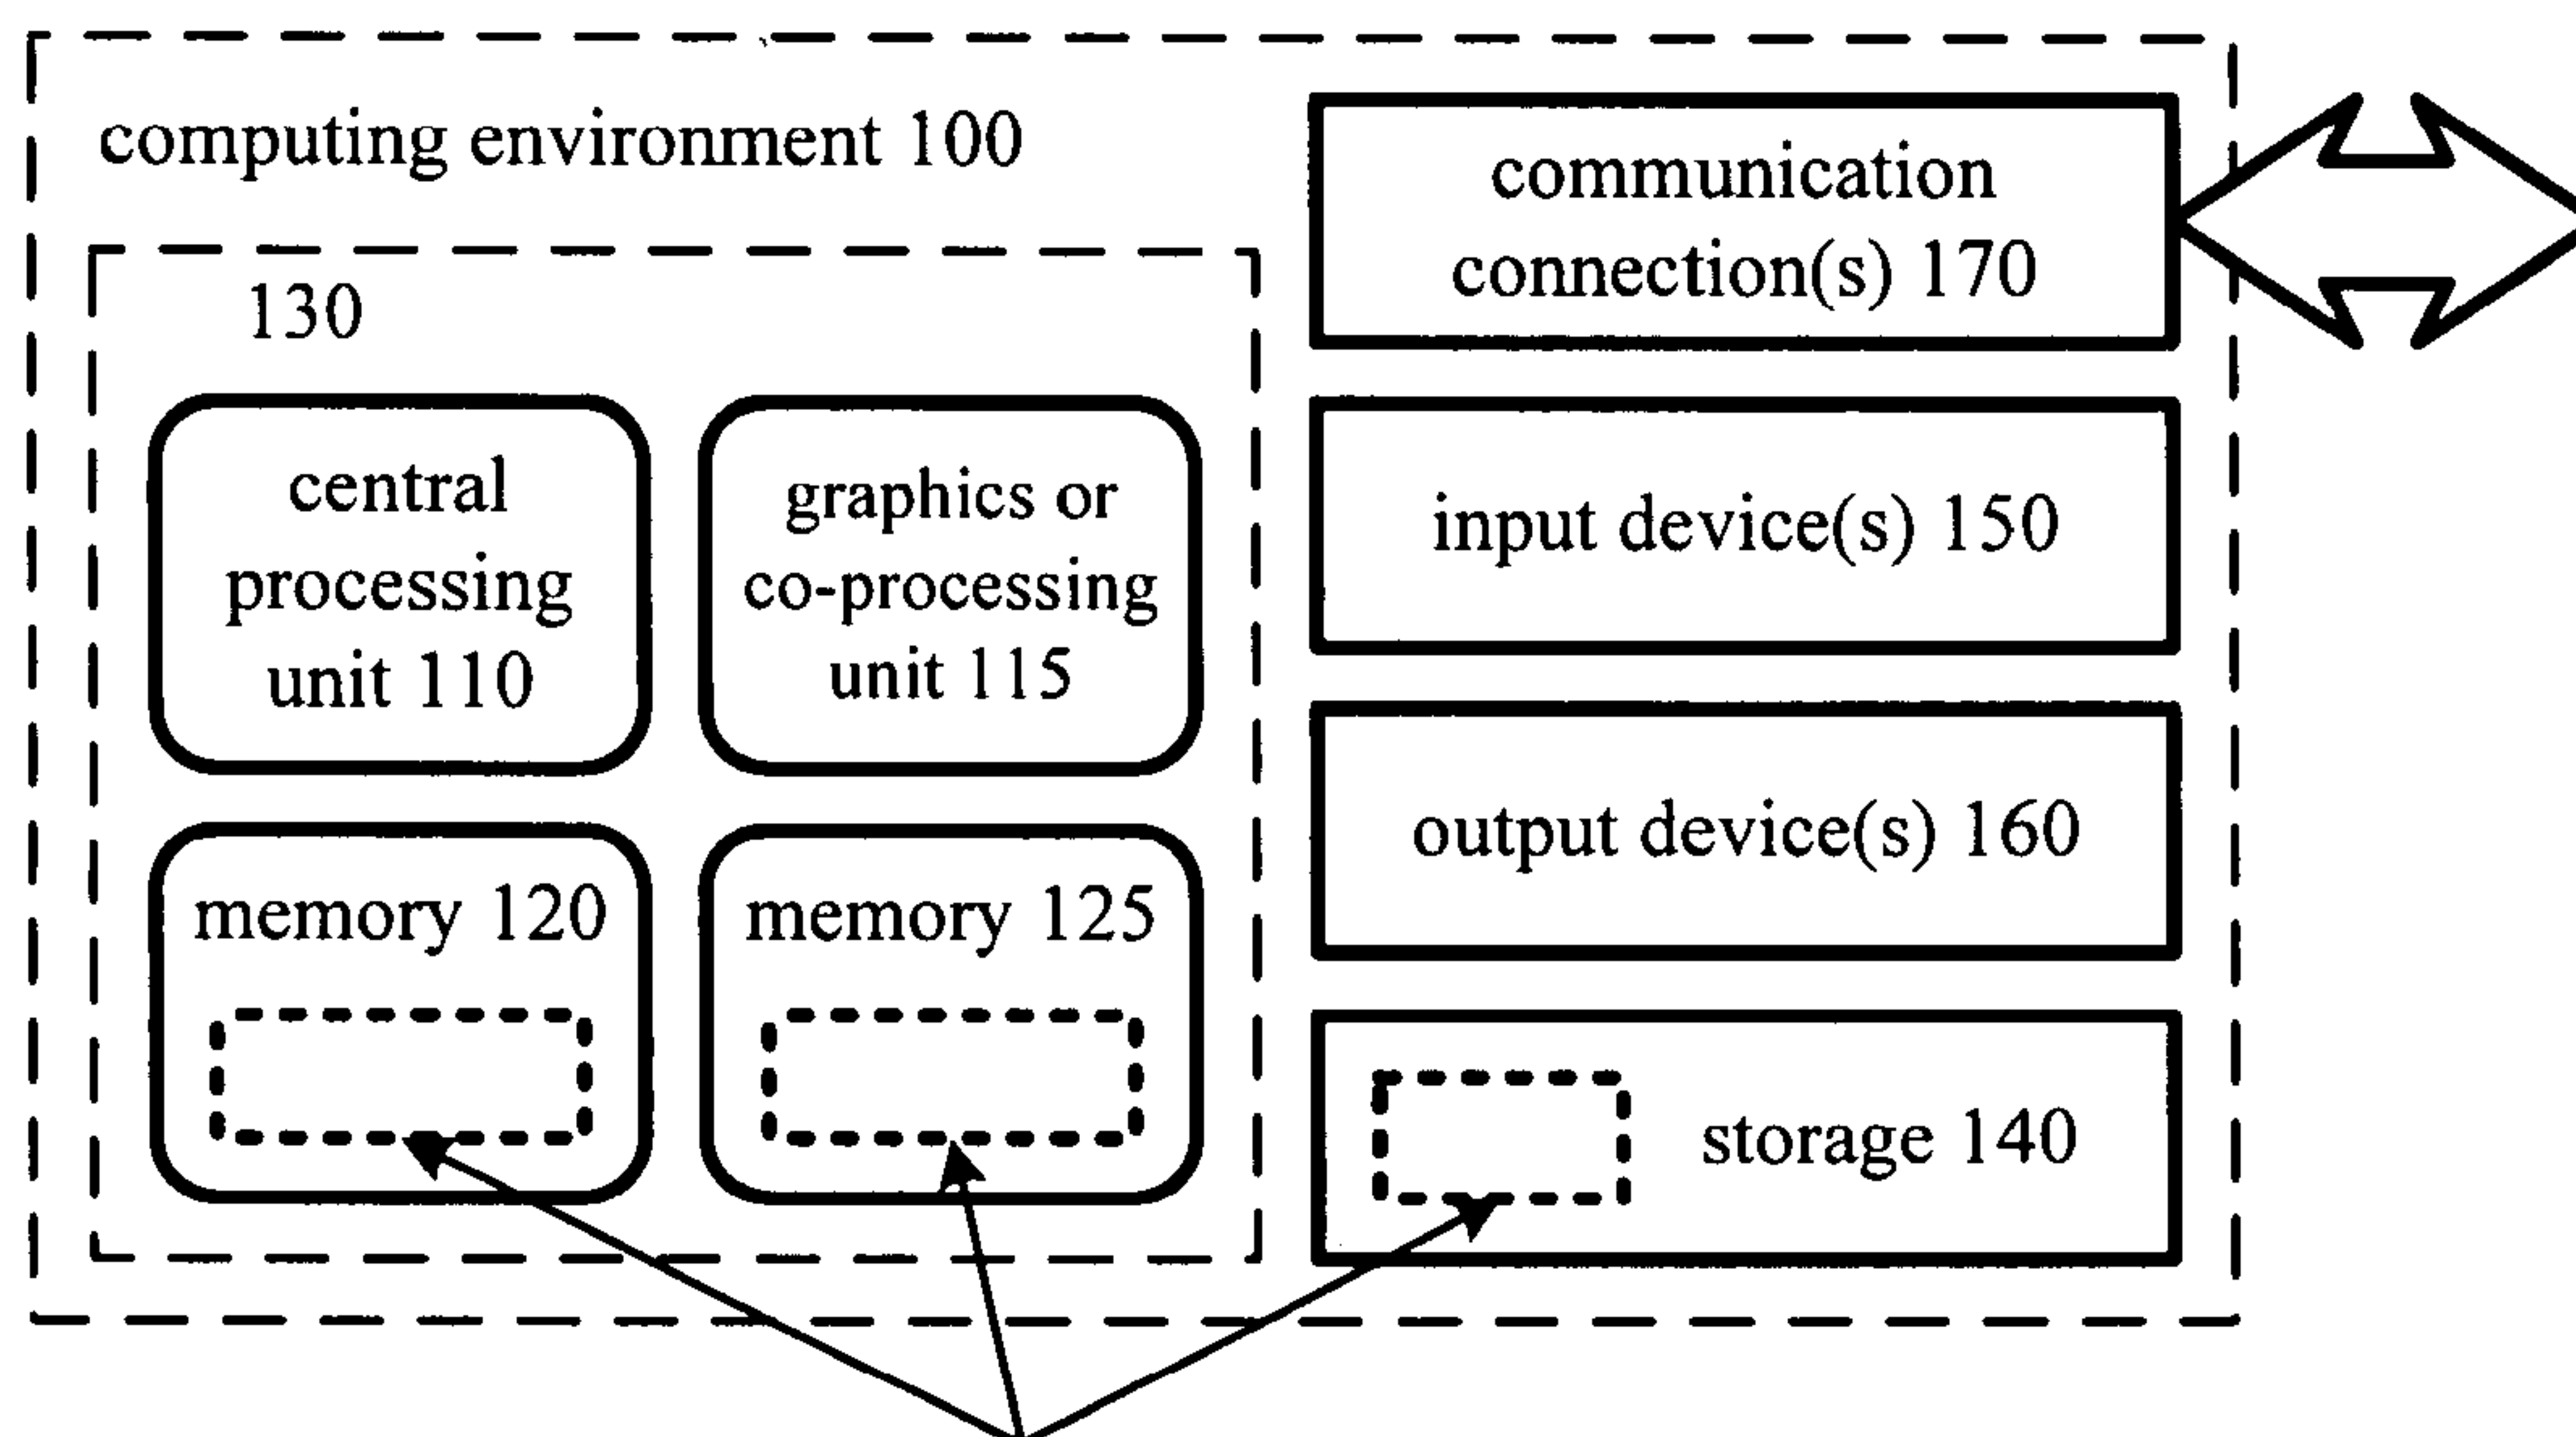 computing environment 100
130
central
processing
unit 110
graphics or
co-processing
unit 115
memory 120
memory 125
communication
connection(s) 170
input device(s) 150
output device(s) 160
storage 140